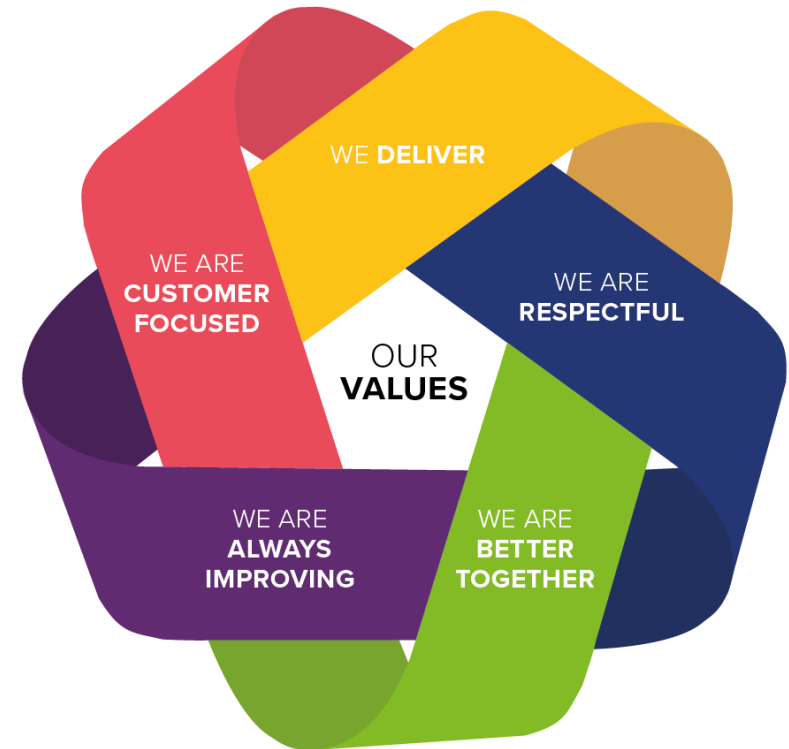 WE DELIVER
WE ARE
CUSTOMER
FOCUSED
WE ARE
RESPECTFUL
OUR
VALUES
WE ARE
ALWAYS
IMPROVING
WE ARE
BETTER
TOGETHER